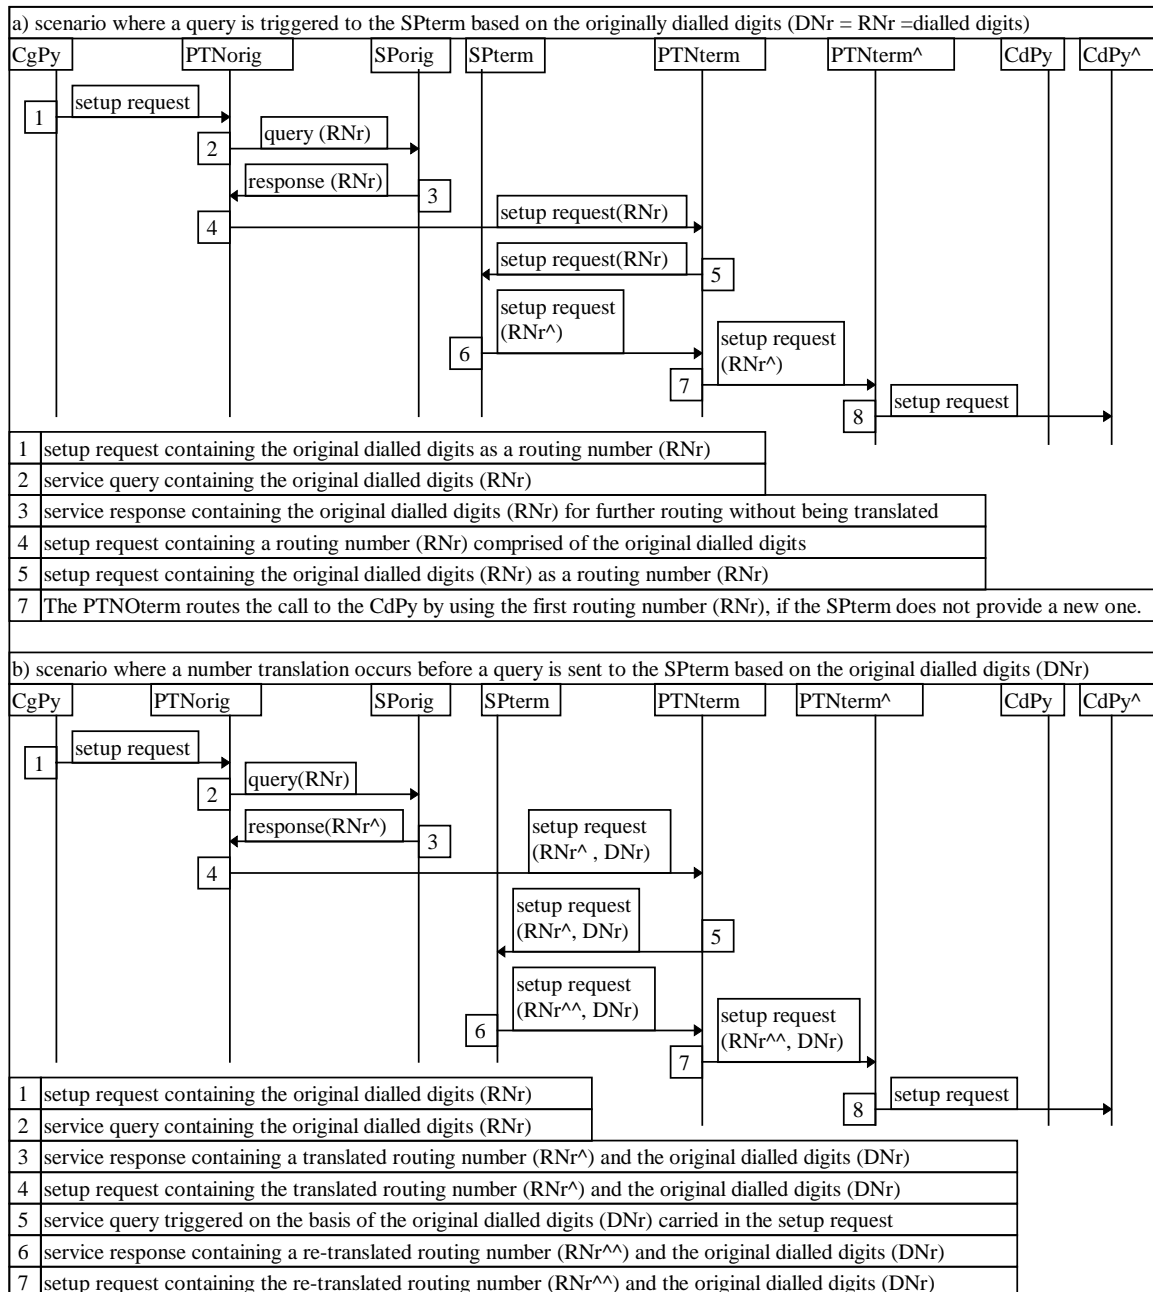 a) scenario where a query is triggered to the SPterm based on the originally dialled digits (DNr = RNr =dialled digits)
CgPy PTNorig SPorig SPterm PTNterm PTNterm^ CdPy CdPy^
1 setup request
2 query (RNr)
response (RNr) 3
4 setup request(RNr)
setup request(RNr) 5
setup request
(RNr^)
6
setup request
(RNr^)
7
8 setup request
1 setup request containing the original dialled digits as a routing number (RNr)
2 service query containing the original dialled digits (RNr)
3 service response containing the original dialled digits (RNr) for further routing without being translated
4 setup request containing a routing number (RNr) comprised of the original dialled digits
5 setup request containing the original dialled digits (RNr) as a routing number (RNr)
7 The PTNOterm routes the call to the CdPy by using the first routing number (RNr), if the SPterm does not provide a new one.
b) scenario where a number translation occurs before a query is sent to the SPterm based on the original dialled digits (DNr)
CgPy PTNorig SPorig SPterm PTNterm PTNterm^ CdPy CdPy^
1 setup request
2 query(RNr)
response(RNr^) 3
setup request
(RNr^ , DNr)
4
setup request
(RNr^, DNr) 5
setup request
(RNr^^, DNr)
6
setup request
(RNr^^, DNr)
7
8 setup request
1 setup request containing the original dialled digits (RNr)
2 service query containing the original dialled digits (RNr)
3 service response containing a translated routing number (RNr^) and the original dialled digits (DNr)
4 setup request containing the translated routing number (RNr^) and the original dialled digits (DNr)
5 service query triggered on the basis of the original dialled digits (DNr) carried in the setup request
6 service response containing a re-translated routing number (RNr^^) and the original dialled digits (DNr)
7 setup request containing the re-translated routing number (RNr^^) and the original dialled digits (DNr)